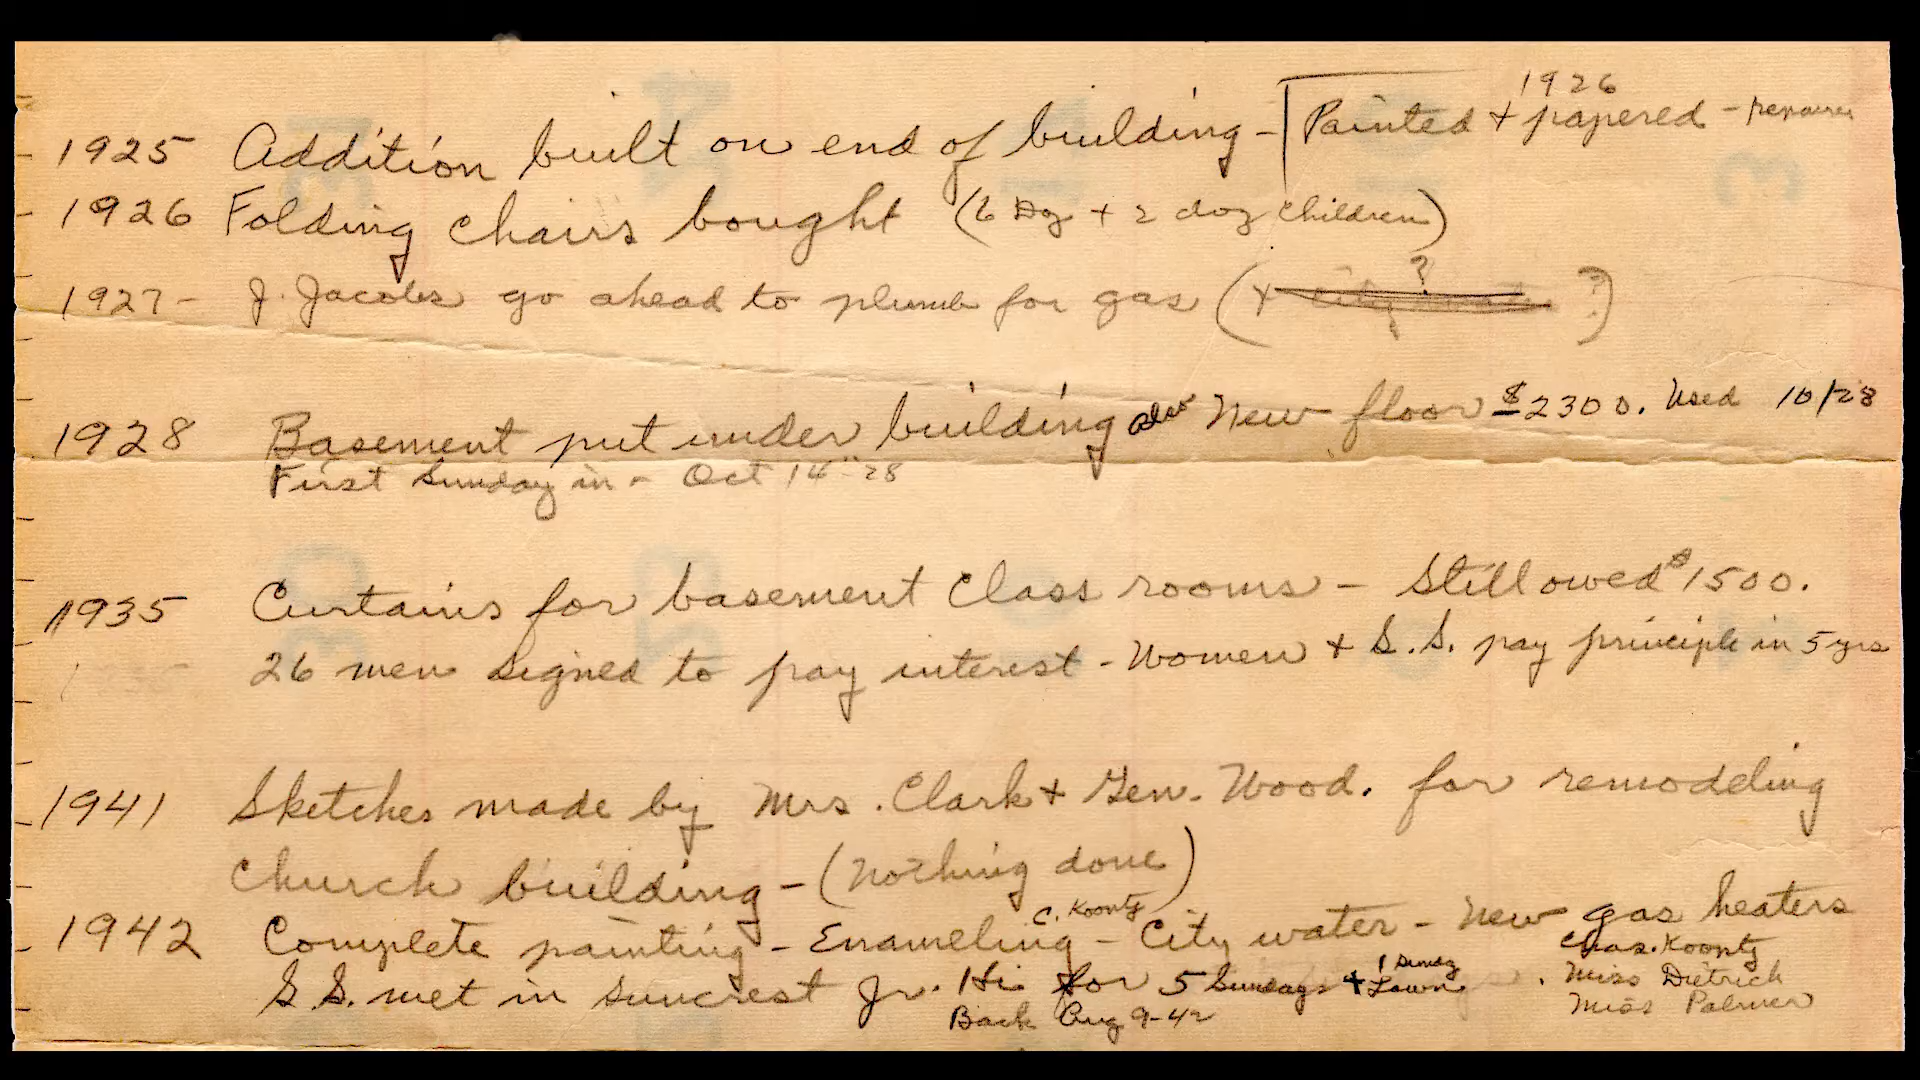 1926
1925 Addition built on end of building - Painted + papered - repaired
1926 Folding chairs bought (6 Doz + 2 doz children)
1927 - J. Jacobs go ahead to plumb for gas (+ ? ?)
1928 Basement put under building also New floor $2300. Used 10/28
First Sunday in - Oct 14" 28
1935 Curtains for basement Class rooms - Still owed $1500.
26 men signed to pay interest - Women + S.S. pay principle in 5 yrs
1941 Sketches made by Mrs. Clark + Gen. Wood. for remodeling
Church building - (nothing done)
C. Koontz
1942 Complete painting - Enameling - City water - New gas heaters
Chas. Koontz
1 Sunday
S S. met in Suncrest Jr. Hi for 5 Sundays + Lawn. Miss Dietrich
Back Aug 9-42 Miss Palmer